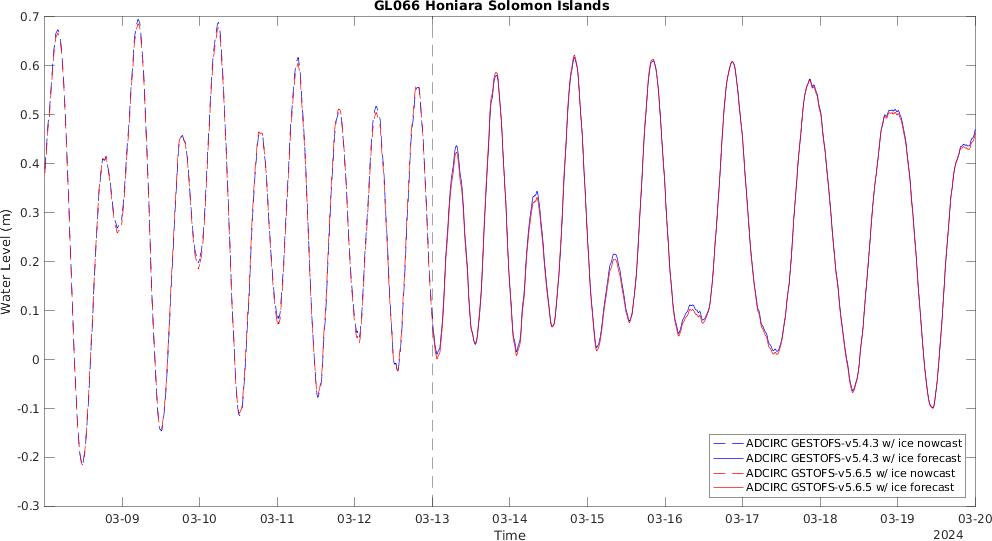 GL066 Honiara Solomon Islands
Water Level (m)
0.7
0.6
0.5
0.4
0.3
0.2
0.1
0
-0.1
-0.2
-0.3
ADCIRC GESTOFS-v5.4.3 w/ ice nowcast
ADCIRC GESTOFS-v5.4.3 w/ ice forecast
ADCIRC GSTOFS-v5.6.5 w/ ice nowcast
ADCIRC GSTOFS-v5.6.5 w/ ice forecast
03-09 03-10 03-11 03-12 03-13 03-14 03-15 03-16 03-17 03-18 03-19 03-20
Time
2024